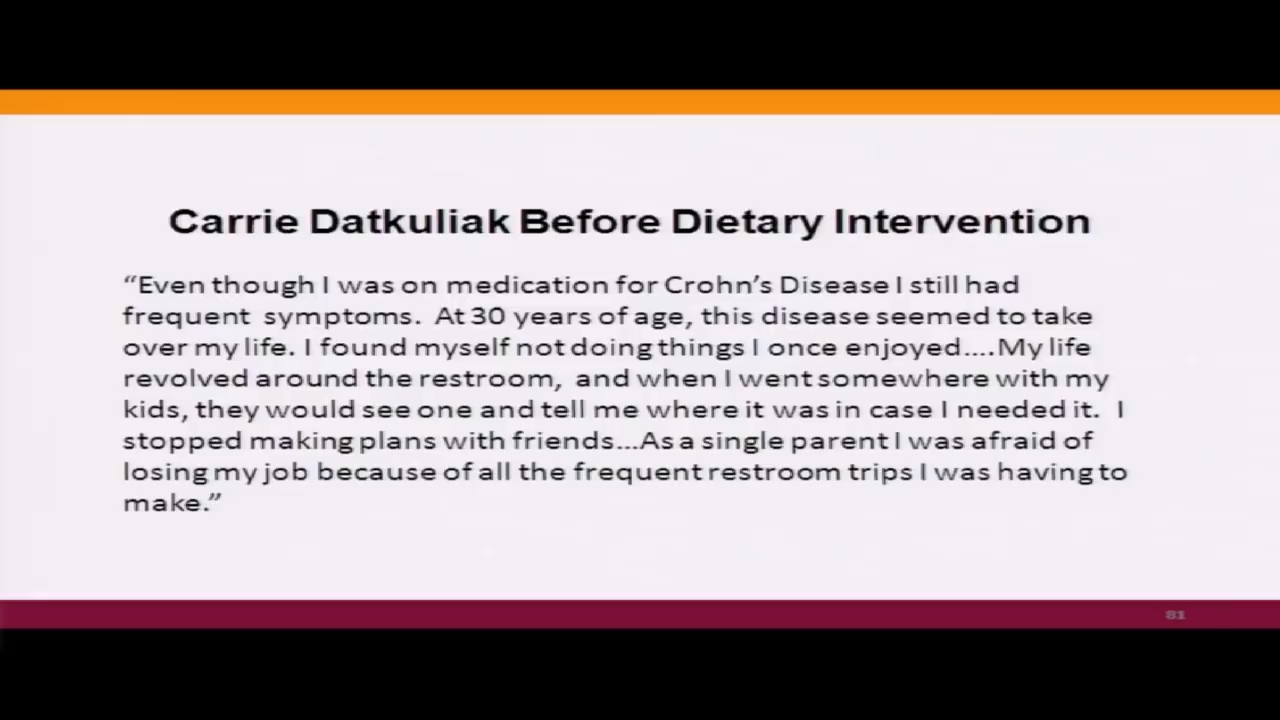 Carrie Datkuliak Before Dietary Intervention
“Even though I was on medication for Crohn’s Disease I still had
frequent symptoms. At 30 years of age, this disease seemed to take
over my life. I found myself not doing things I once enjoyed....My life
revolved around the restroom, and when I went somewhere with my
kids, they would see one and tell me where it was in case I needed it. I
stopped making plans with friends...As a single parent I was afraid of
losing my job because of all the frequent restroom trips I was having to
make.”
81